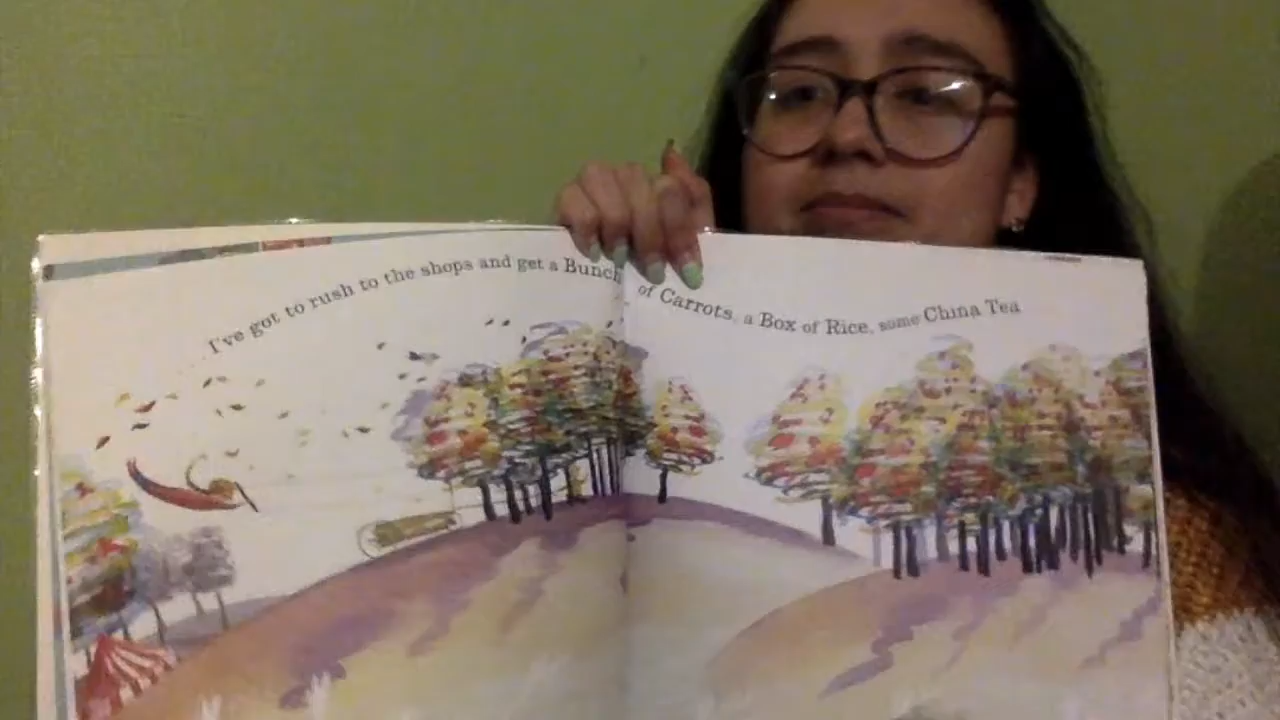 I've got to rush to the shops and get a Bunch of Carrots, a Box of Rice, some China Tea